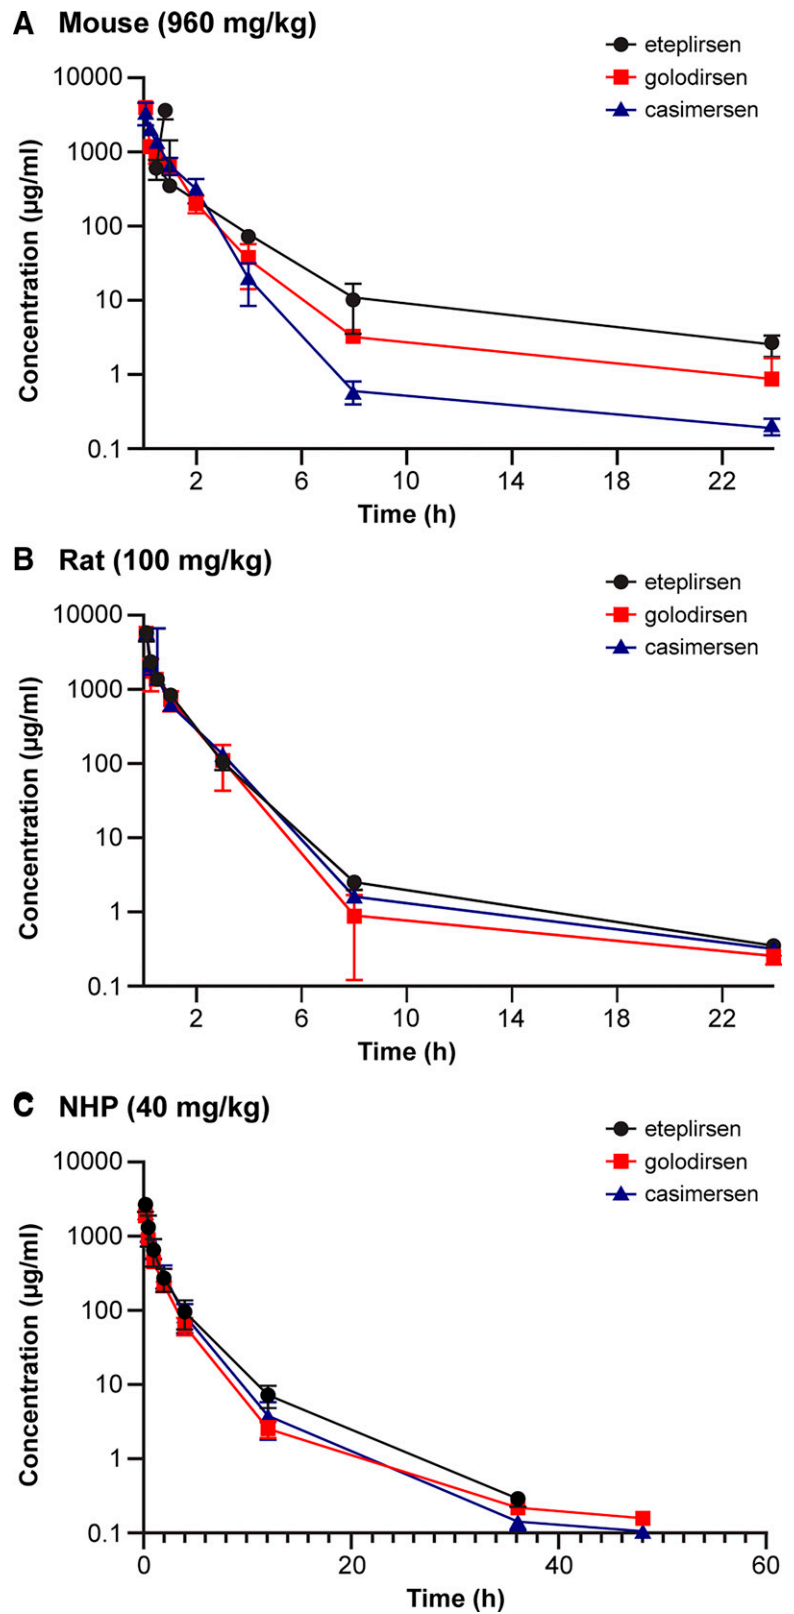 A Mouse (960 mg/kg)
eteplirsen
golodirsen
casimersen
10000
1000
100
10
1
0.1
Concentration (µg/ml)
2 6 10 14 18 22
Time (h)
B Rat (100 mg/kg)
eteplirsen
golodirsen
casimersen
10000
1000
100
10
1
0.1
Concentration (µg/ml)
2 6 10 14 18 22
Time (h)
C NHP (40 mg/kg)
eteplirsen
golodirsen
casimersen
10000
1000
100
10
1
0.1
Concentration (µg/ml)
0 20 40 60
Time (h)